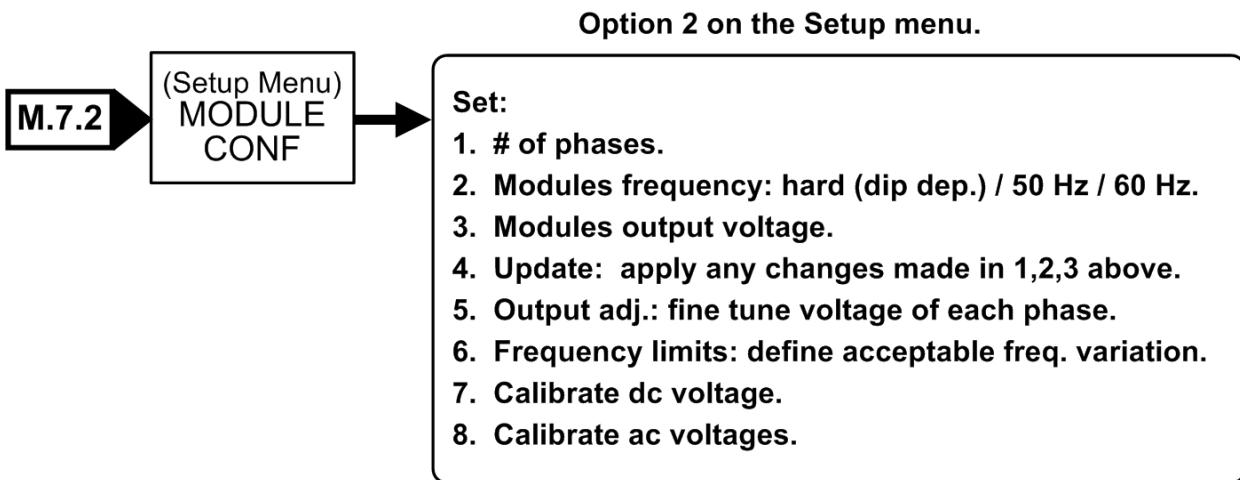 Option 2 on the Setup menu.
M.7.2
(Setup Menu)
MODULE
CONF
Set:
1. # of phases.
2. Modules frequency: hard (dip dep.) / 50 Hz / 60 Hz.
3. Modules output voltage.
4. Update: apply any changes made in 1,2,3 above.
5. Output adj.: fine tune voltage of each phase.
6. Frequency limits: define acceptable freq. variation.
7. Calibrate dc voltage.
8. Calibrate ac voltages.